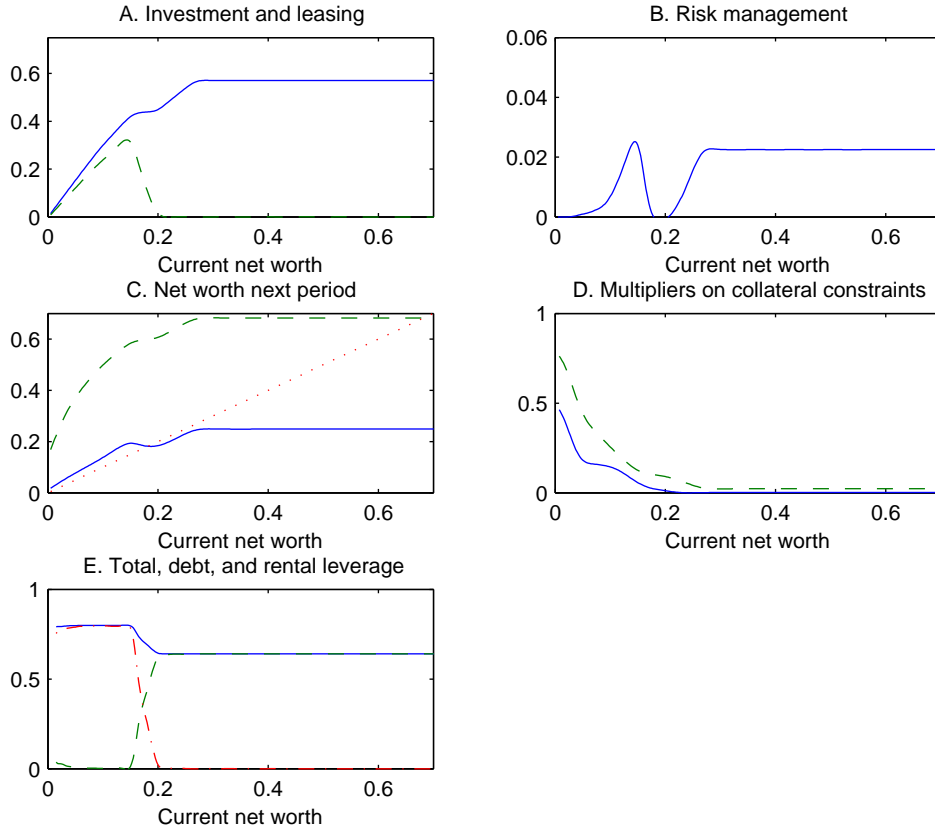 A. Investment and leasing
0.6
0.4
0.2
0
0 0.2 0.4 0.6
Current net worth
B. Risk management
0.06
0.04
0.02
0
0 0.2 0.4 0.6
Current net worth
C. Net worth next period
0.6
0.4
0.2
0
0 0.2 0.4 0.6
Current net worth
D. Multipliers on collateral constraints
1
0.5
0
0 0.2 0.4 0.6
Current net worth
E. Total, debt, and rental leverage
1
0.5
0
0 0.2 0.4 0.6
Current net worth